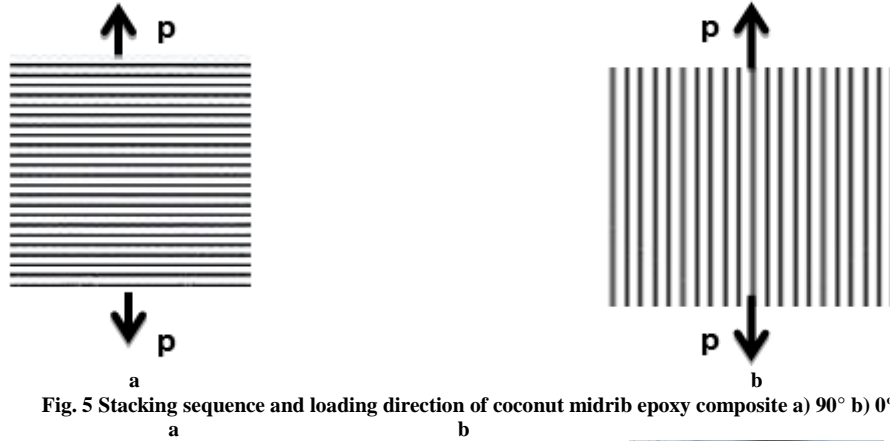 p p
p p
a b
Fig. 5 Stacking sequence and loading direction of coconut midrib epoxy composite a) 90° b) 0°
a b